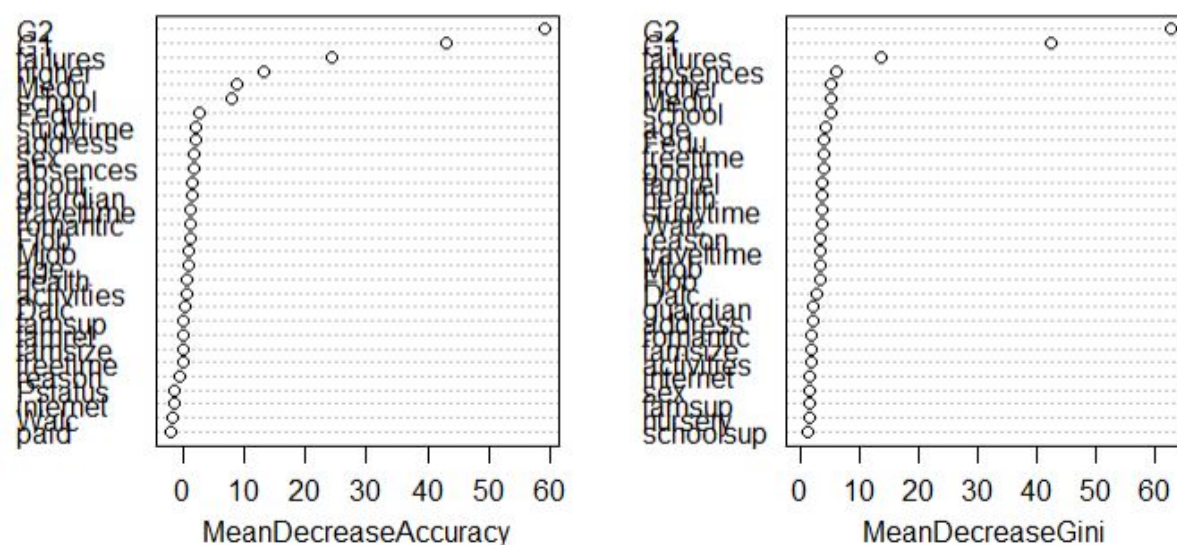 G2
G1
failures
higher
Medu
school
Fedu
studytime
address
sex
absences
goout
guardian
traveltime
romantic
Fjob
Mjob
age
health
activities
Dalc
famsup
famrel
famsize
freetime
reason
Pstatus
internet
Walc
paid
0 10 20 30 40 50 60
MeanDecreaseAccuracy
G2
G1
failures
absences
higher
Medu
school
age
Fedu
freetime
goout
famrel
health
studytime
Walc
reason
traveltime
Mjob
Fjob
Dalc
guardian
address
romantic
famsize
activities
internet
sex
famsup
nursery
schoolsup
0 10 20 30 40 50 60
MeanDecreaseGini